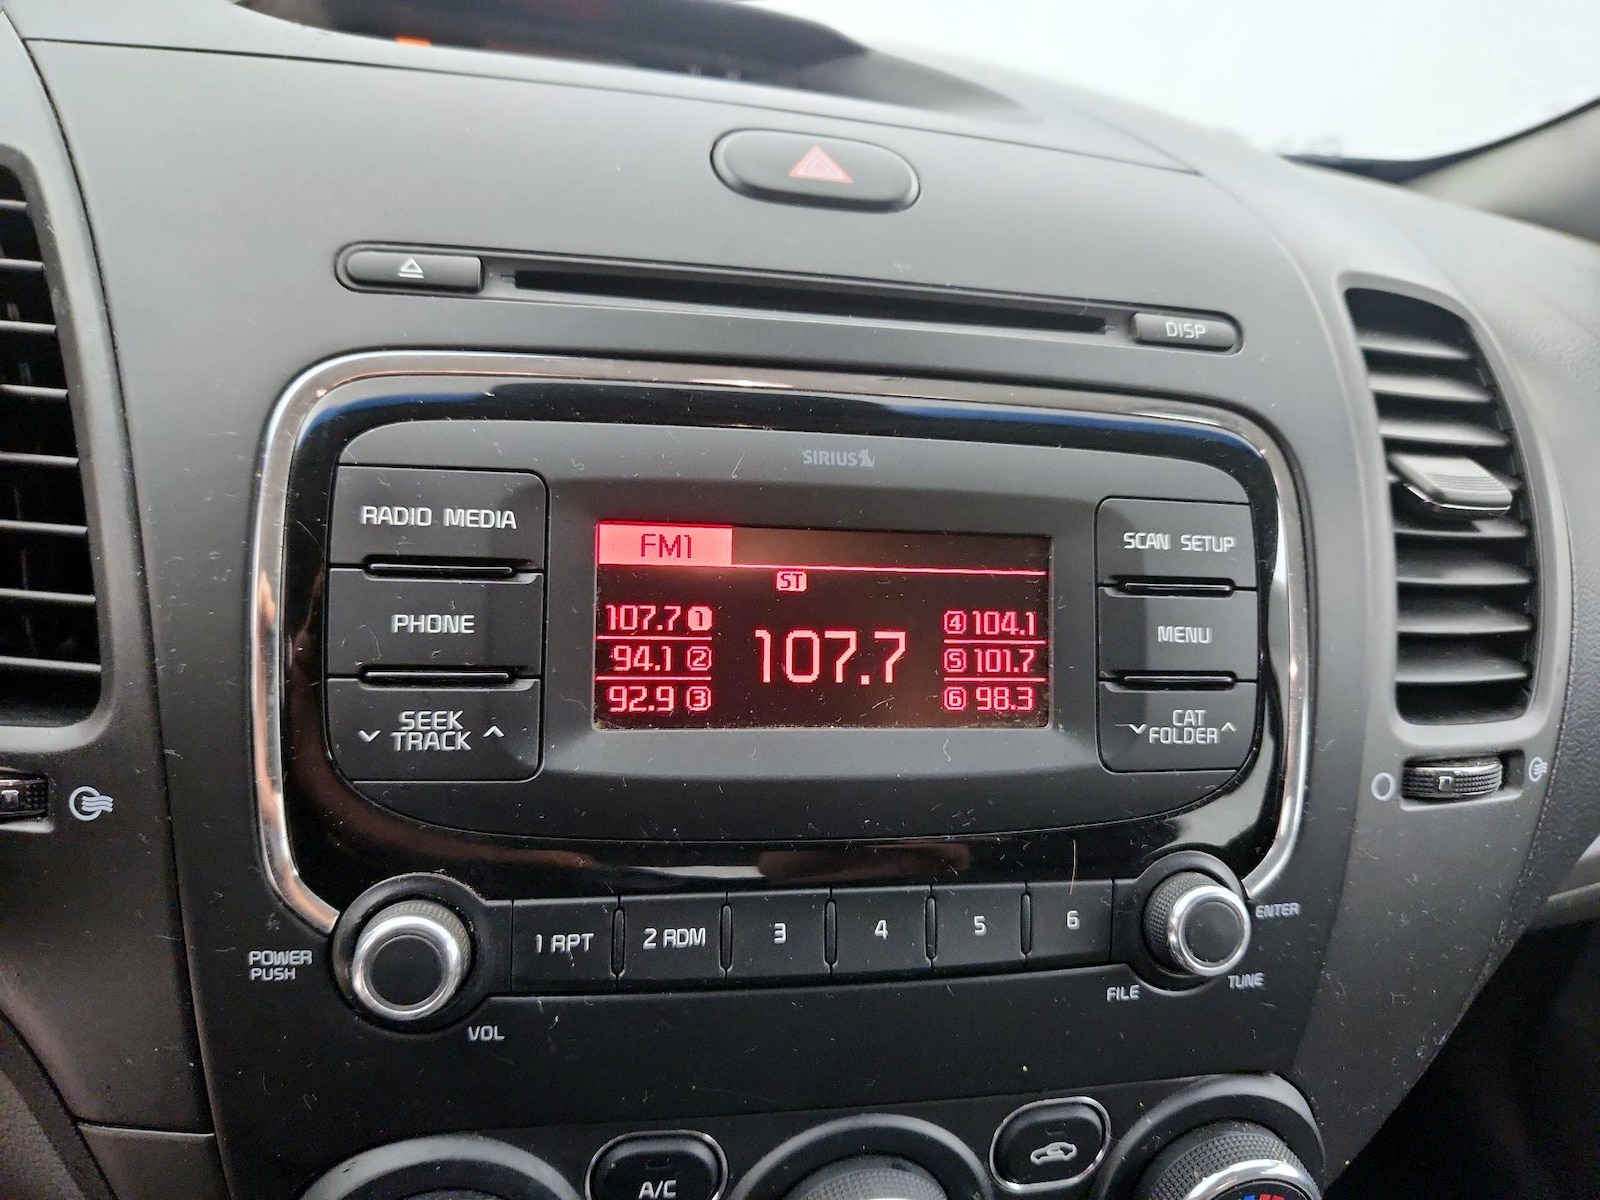 DISP
SIRIUS
RADIO MEDIA
PHONE
SEEK
TRACK
FM1
ST
107.7 1
94.1 2
92.9 3
107.7
4 104.1
5 101.7
6 98.3
SCAN SETUP
MENU
CAT
FOLDER
POWER
PUSH
VOL
1 RPT
2 RDM
3
4
5
6
ENTER
FILE
TUNE
A/C